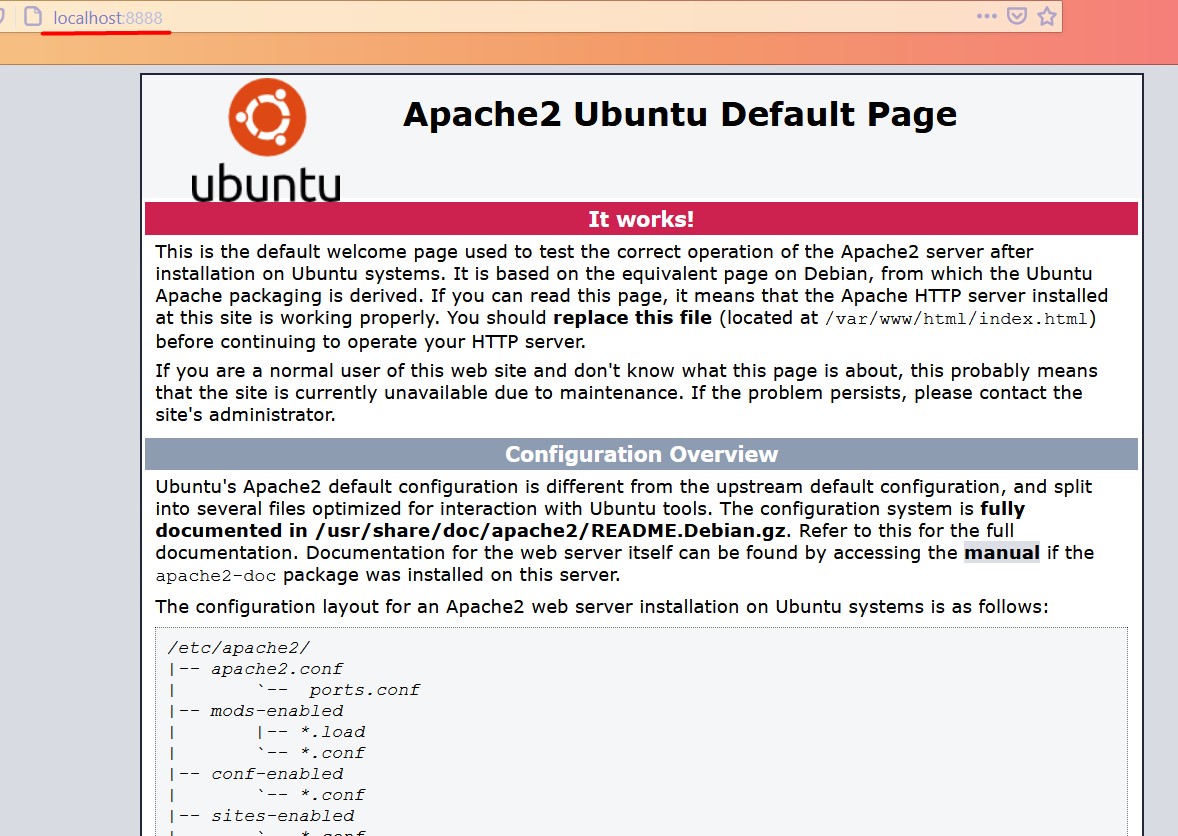 localhost:8888
Apache2 Ubuntu Default Page
ubuntu
It works!
This is the default welcome page used to test the correct operation of the Apache2 server after
installation on Ubuntu systems. It is based on the equivalent page on Debian, from which the Ubuntu
Apache packaging is derived. If you can read this page, it means that the Apache HTTP server installed
at this site is working properly. You should replace this file (located at /var/www/html/index.html)
before continuing to operate your HTTP server.
If you are a normal user of this web site and don't know what this page is about, this probably means
that the site is currently unavailable due to maintenance. If the problem persists, please contact the
site's administrator.
Configuration Overview
Ubuntu's Apache2 default configuration is different from the upstream default configuration, and split
into several files optimized for interaction with Ubuntu tools. The configuration system is fully
documented in /usr/share/doc/apache2/README.Debian.gz. Refer to this for the full
documentation. Documentation for the web server itself can be found by accessing the manual if the
apache2-doc package was installed on this server.
The configuration layout for an Apache2 web server installation on Ubuntu systems is as follows:
/etc/apache2/
|-- apache2.conf
|       `--  ports.conf
|-- mods-enabled
|       |-- *.load
|       `-- *.conf
|-- conf-enabled
|       `-- *.conf
|-- sites-enabled
|       `-- *.conf